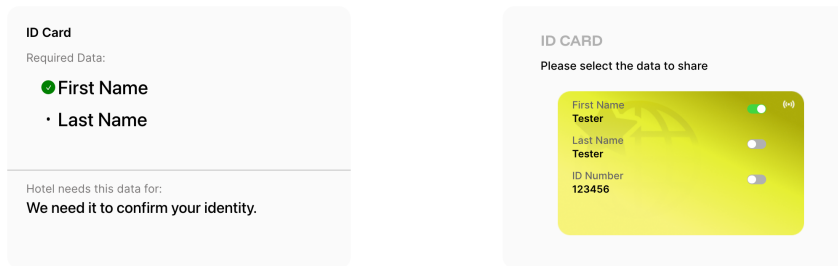 ID Card
Required Data:
First Name
Last Name
Hotel needs this data for:
We need it to confirm your identity.
ID CARD
Please select the data to share
First Name
Tester
Last Name
Tester
ID Number
123456